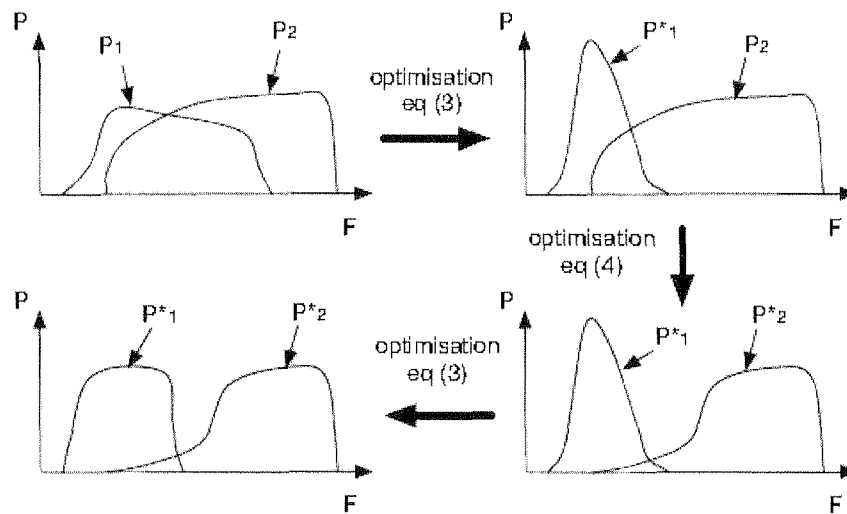 P
P1
P2
F
optimisation
eq (3)
P
P*1
P2
F
optimisation
eq (4)
P
P*1
P*2
F
optimisation
eq (3)
P
P*1
P*2
F